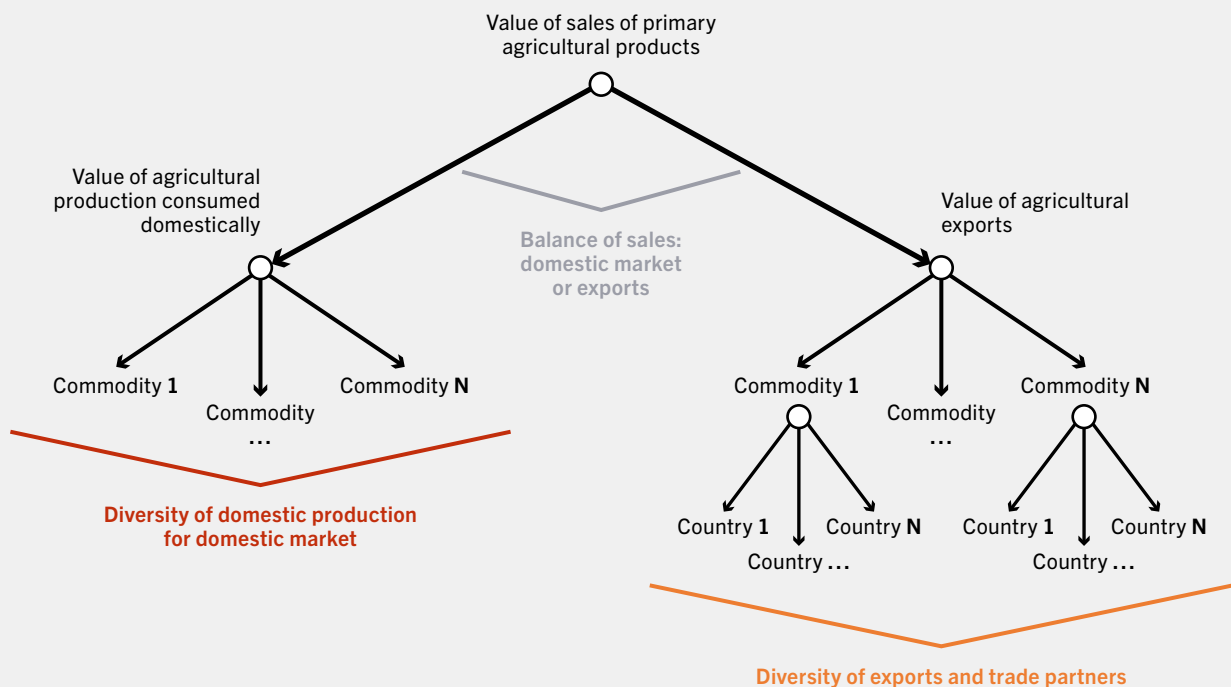 Value of sales of primary
agricultural products
Value of agricultural
production consumed
domestically
Value of agricultural
exports
Balance of sales:
domestic market
or exports
Commodity 1
Commodity
...
Commodity N
Commodity 1
Commodity
...
Commodity N
Diversity of domestic production
for domestic market
Country 1
Country ...
Country N
Country 1
Country ...
Country N
Diversity of exports and trade partners